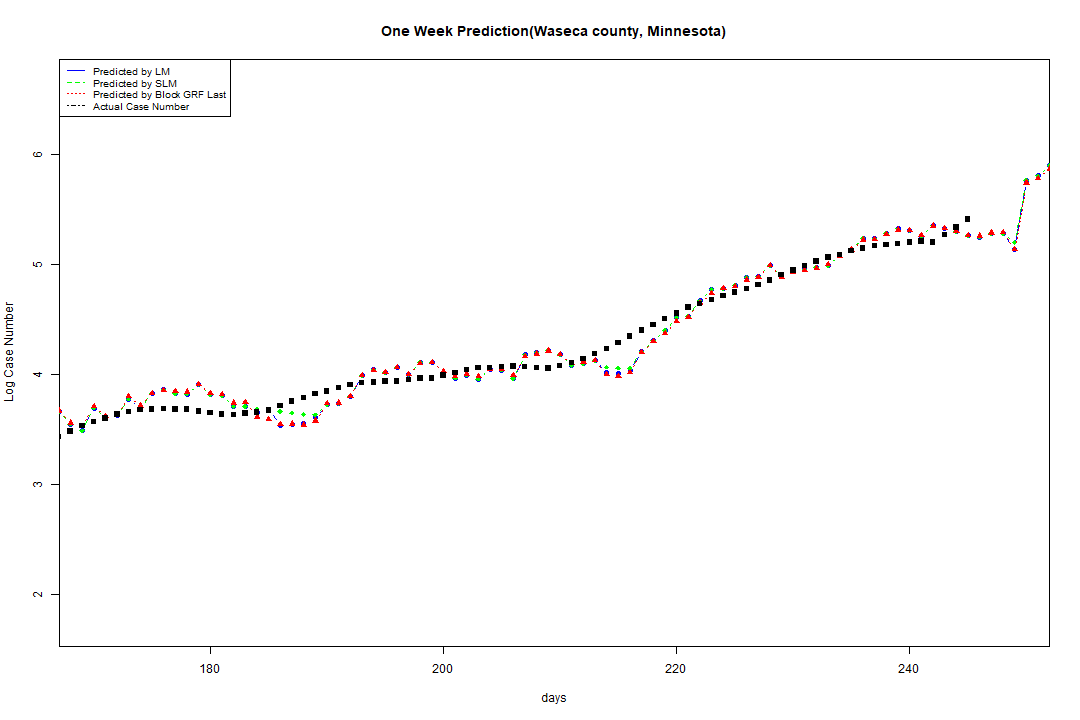 One Week Prediction(Waseca county, Minnesota)
Predicted by LM
Predicted by SLM
Predicted by Block GRF Last
Actual Case Number
Log Case Number
6
5
4
3
2
180
200
220
240
days